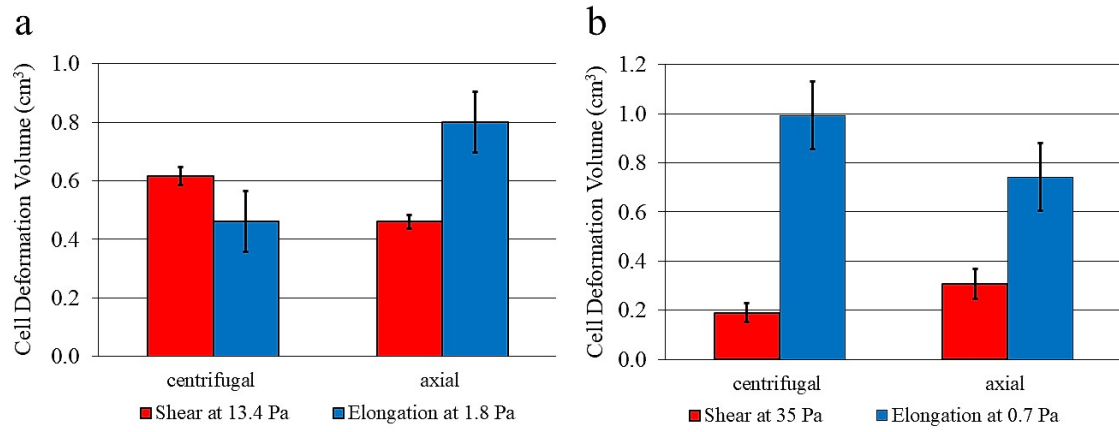 a
Cell Deformation Volume (cm³)
1.0
0.8
0.6
0.4
0.2
0.0
centrifugal axial
Shear at 13.4 Pa Elongation at 1.8 Pa
b
Cell Deformation Volume (cm³)
1.2
1.0
0.8
0.6
0.4
0.2
0.0
centrifugal axial
Shear at 35 Pa Elongation at 0.7 Pa